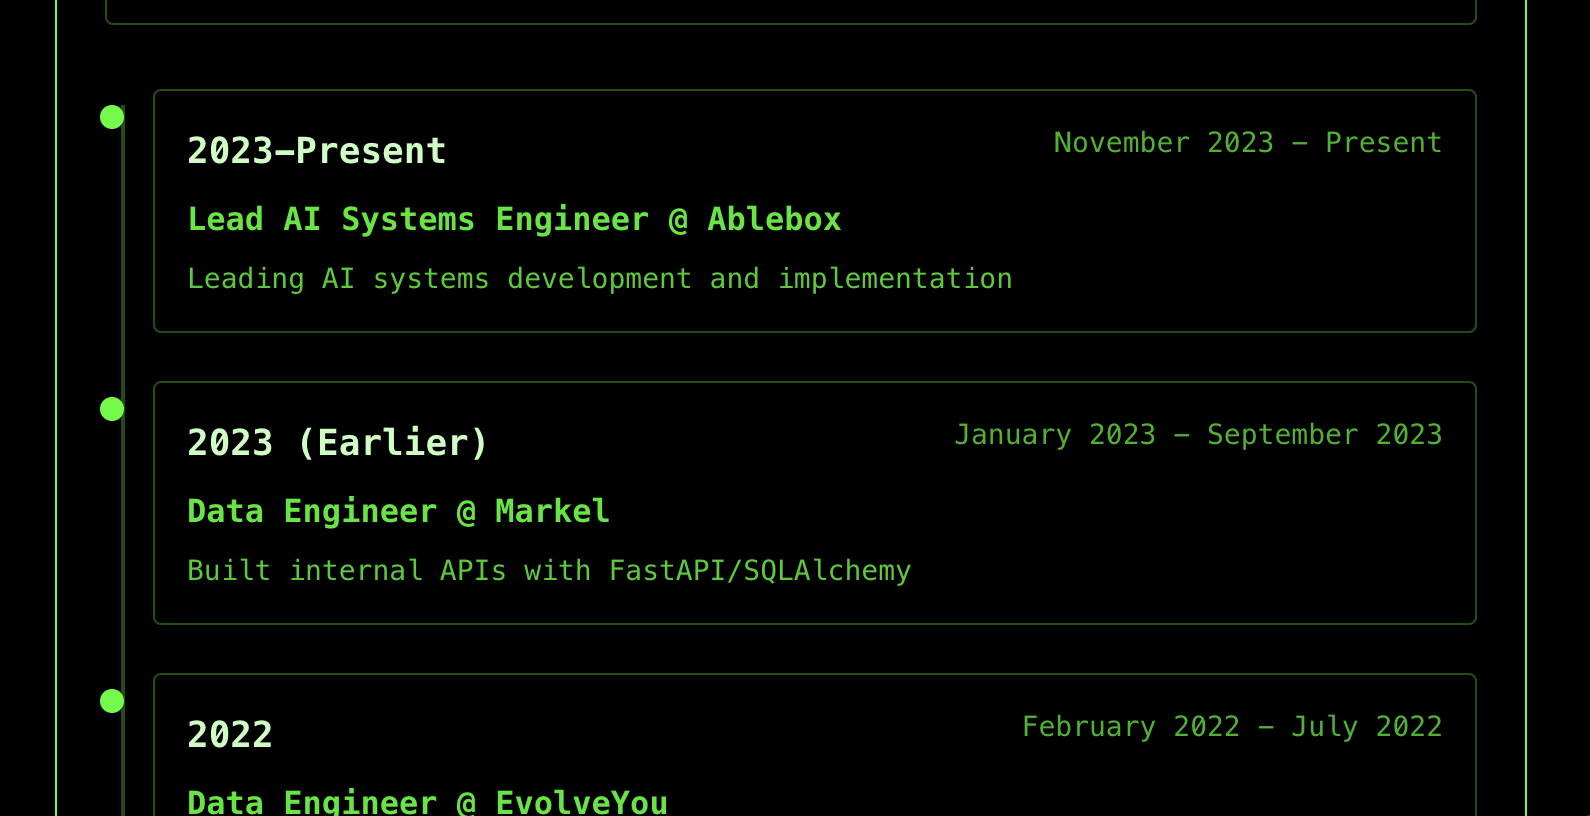 2023–Present
November 2023 – Present
Lead AI Systems Engineer @ Ablebox
Leading AI systems development and implementation
2023 (Earlier)
January 2023 – September 2023
Data Engineer @ Markel
Built internal APIs with FastAPI/SQLAlchemy
2022
February 2022 – July 2022
Data Engineer @ EvolveYou